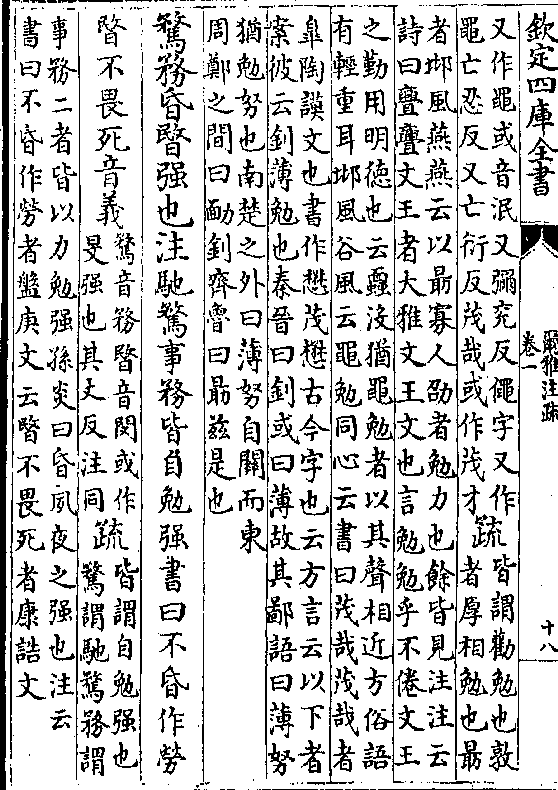 欽定四庫全書
爾雅注疏
卷一
十八
又作黽或音泯又彌兖反僶字又作
黽亡忍反又亡衍反茂哉或作茂才
疏
皆謂勸勉也敦
者厚相勉也勗
者邶風燕燕云以勗寡人劭者勉力也餘皆見注注云
詩曰亹亹文王者大雅文王文也言勉勉乎不倦文王
之勤用明德也云蠠没猶黽勉者以其聲相近方俗語
有輕重耳邶風谷風云黽勉同心云書曰茂哉茂哉者
臯陶謨文也書作懋茂懋古今字也云方言云以下者
案彼云釗薄勉也秦晉曰釗或曰薄故其鄙語曰薄努
猶勉努也南楚之外曰薄努自關而東
周鄭之間曰勔釗齊魯曰勗兹是也
騖務昏暋强也注馳騖事務皆自勉强書曰不昏作勞
暋不畏死音義
騖音務暋音閔或作
旻强也其丈反注同
疏
皆謂自勉强也
騖謂馳騖務謂
事務二者皆以力勉强孫炎曰昏夙夜之强也注云
書曰不昏作勞者盤庚文云暋不畏死者康誥文